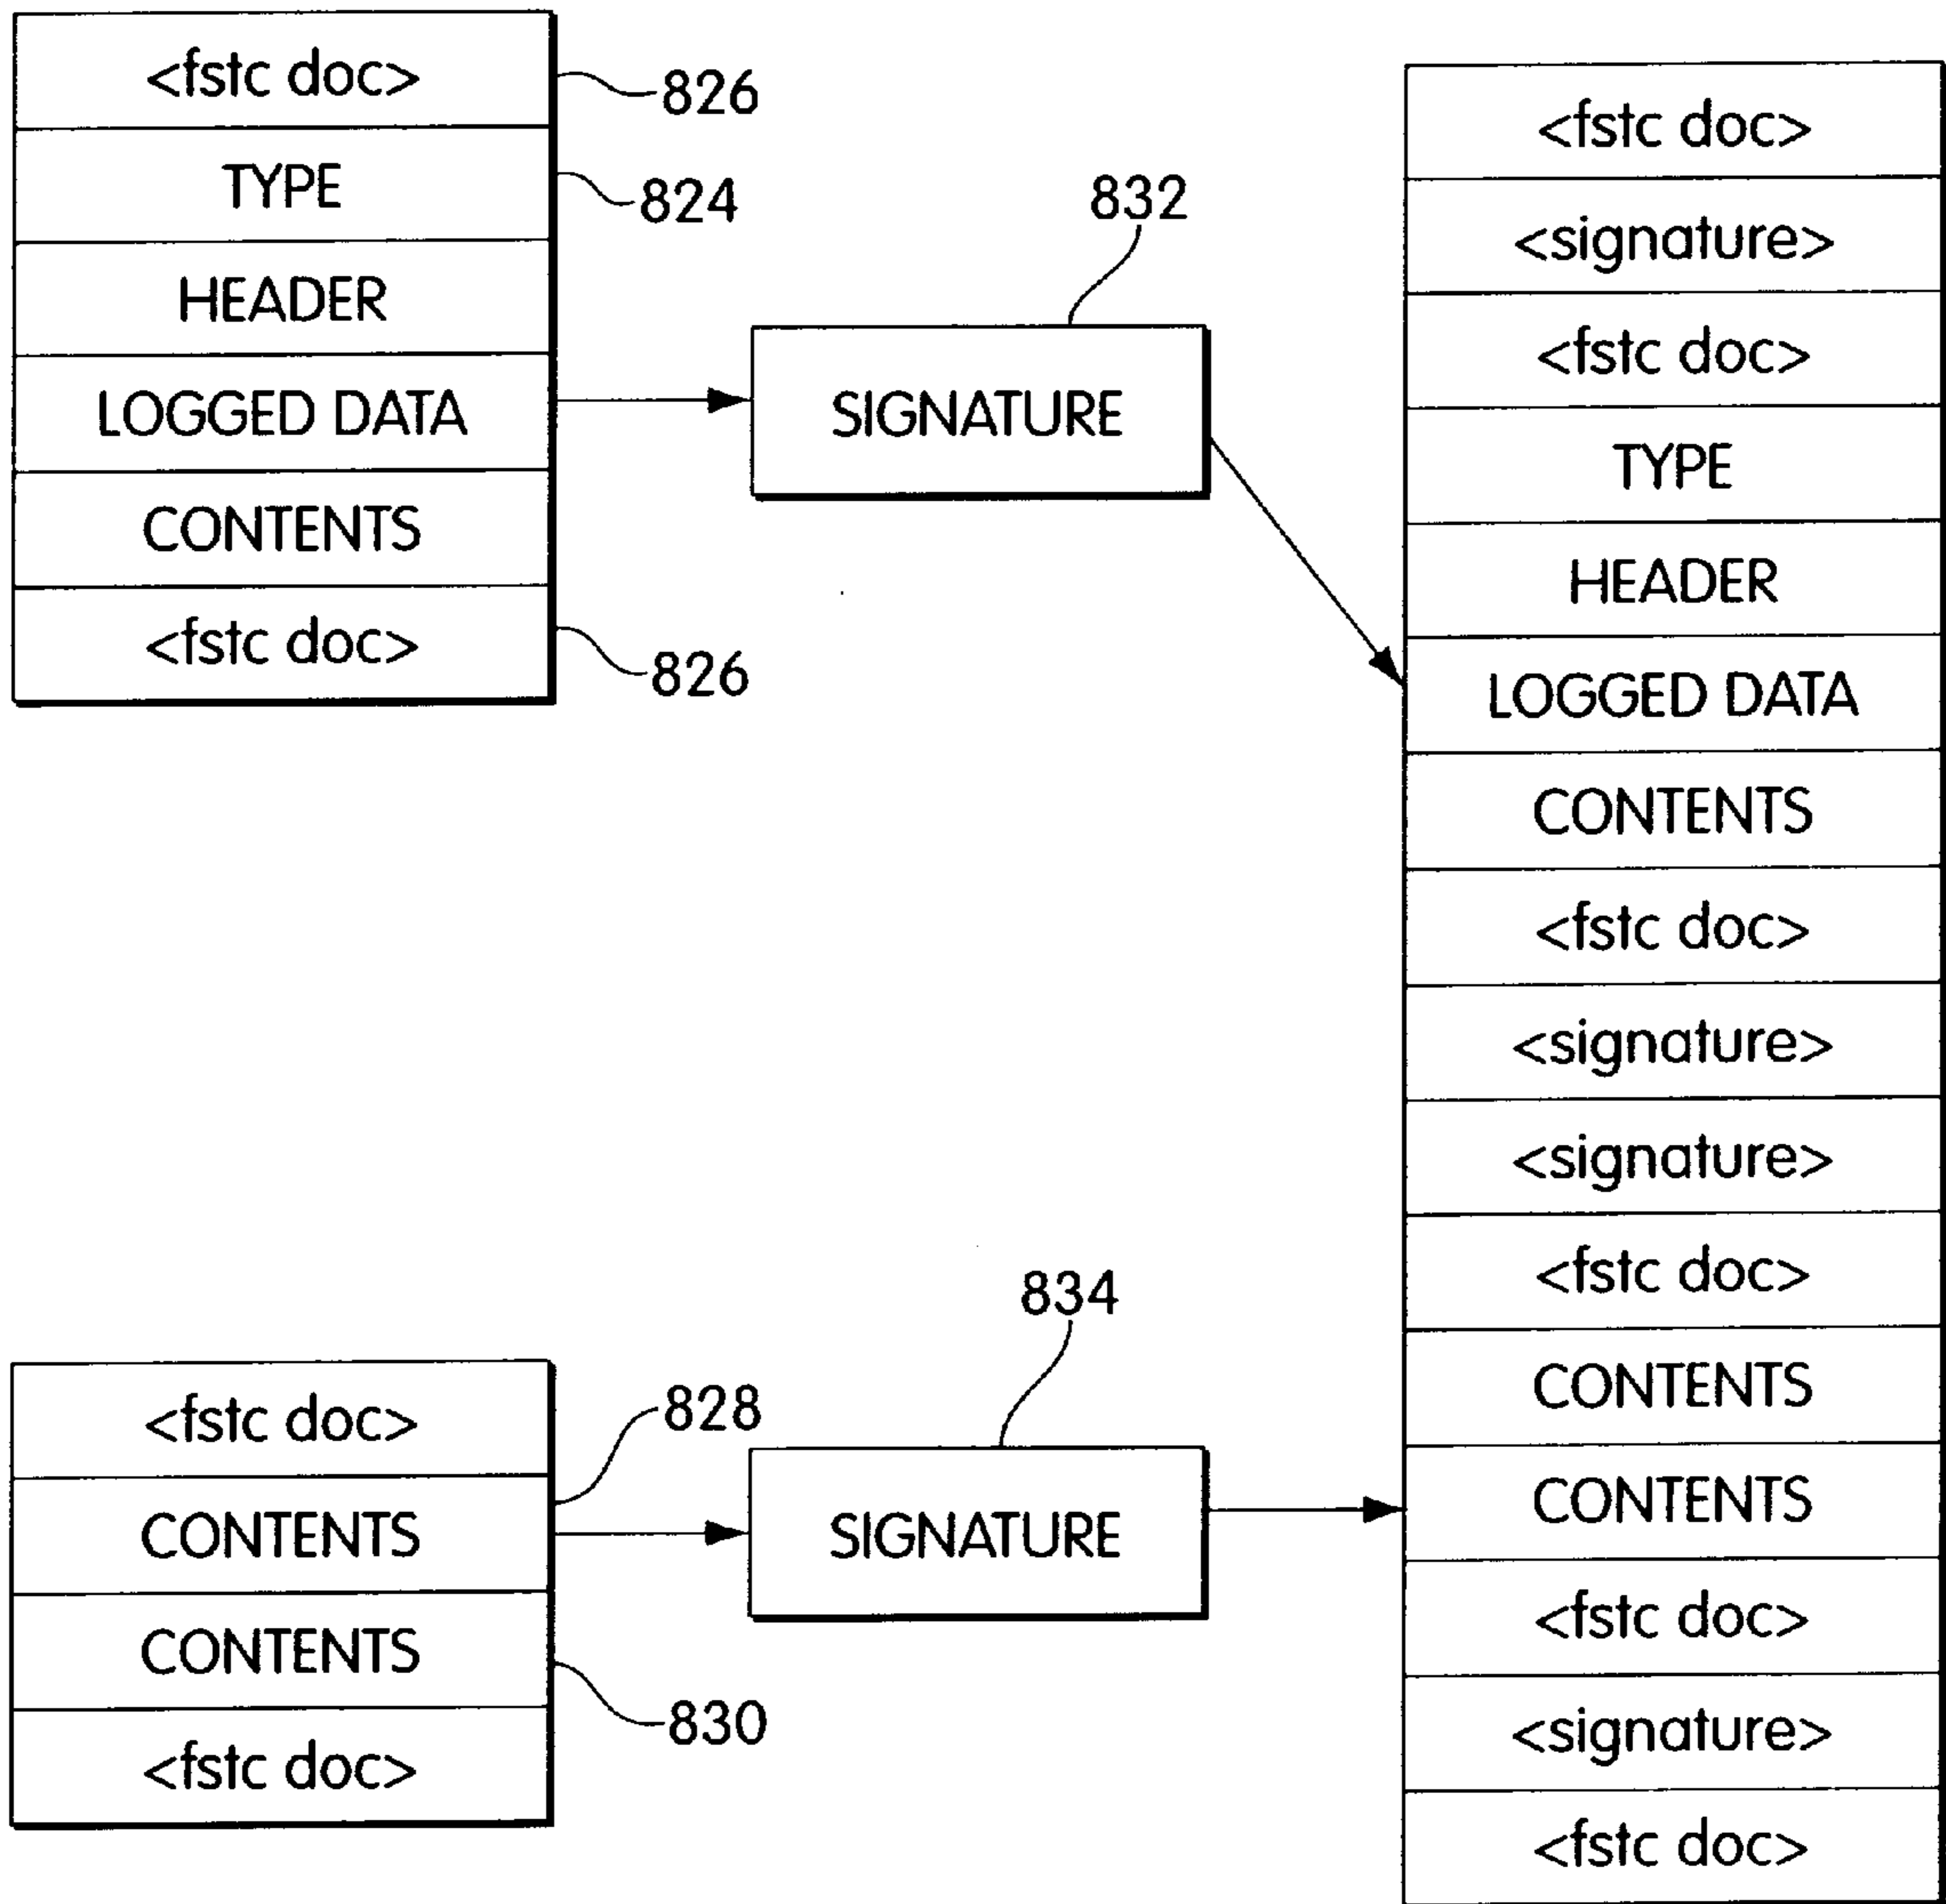 <fstc doc>
826
TYPE
824
HEADER
LOGGED DATA
CONTENTS
<fstc doc>
826
832
SIGNATURE
<fstc doc>
CONTENTS
CONTENTS
<fstc doc>
828
830
834
SIGNATURE
<fstc doc>
<signature>
<fstc doc>
TYPE
HEADER
LOGGED DATA
CONTENTS
<fstc doc>
<signature>
<signature>
<fstc doc>
CONTENTS
CONTENTS
<fstc doc>
<signature>
<fstc doc>